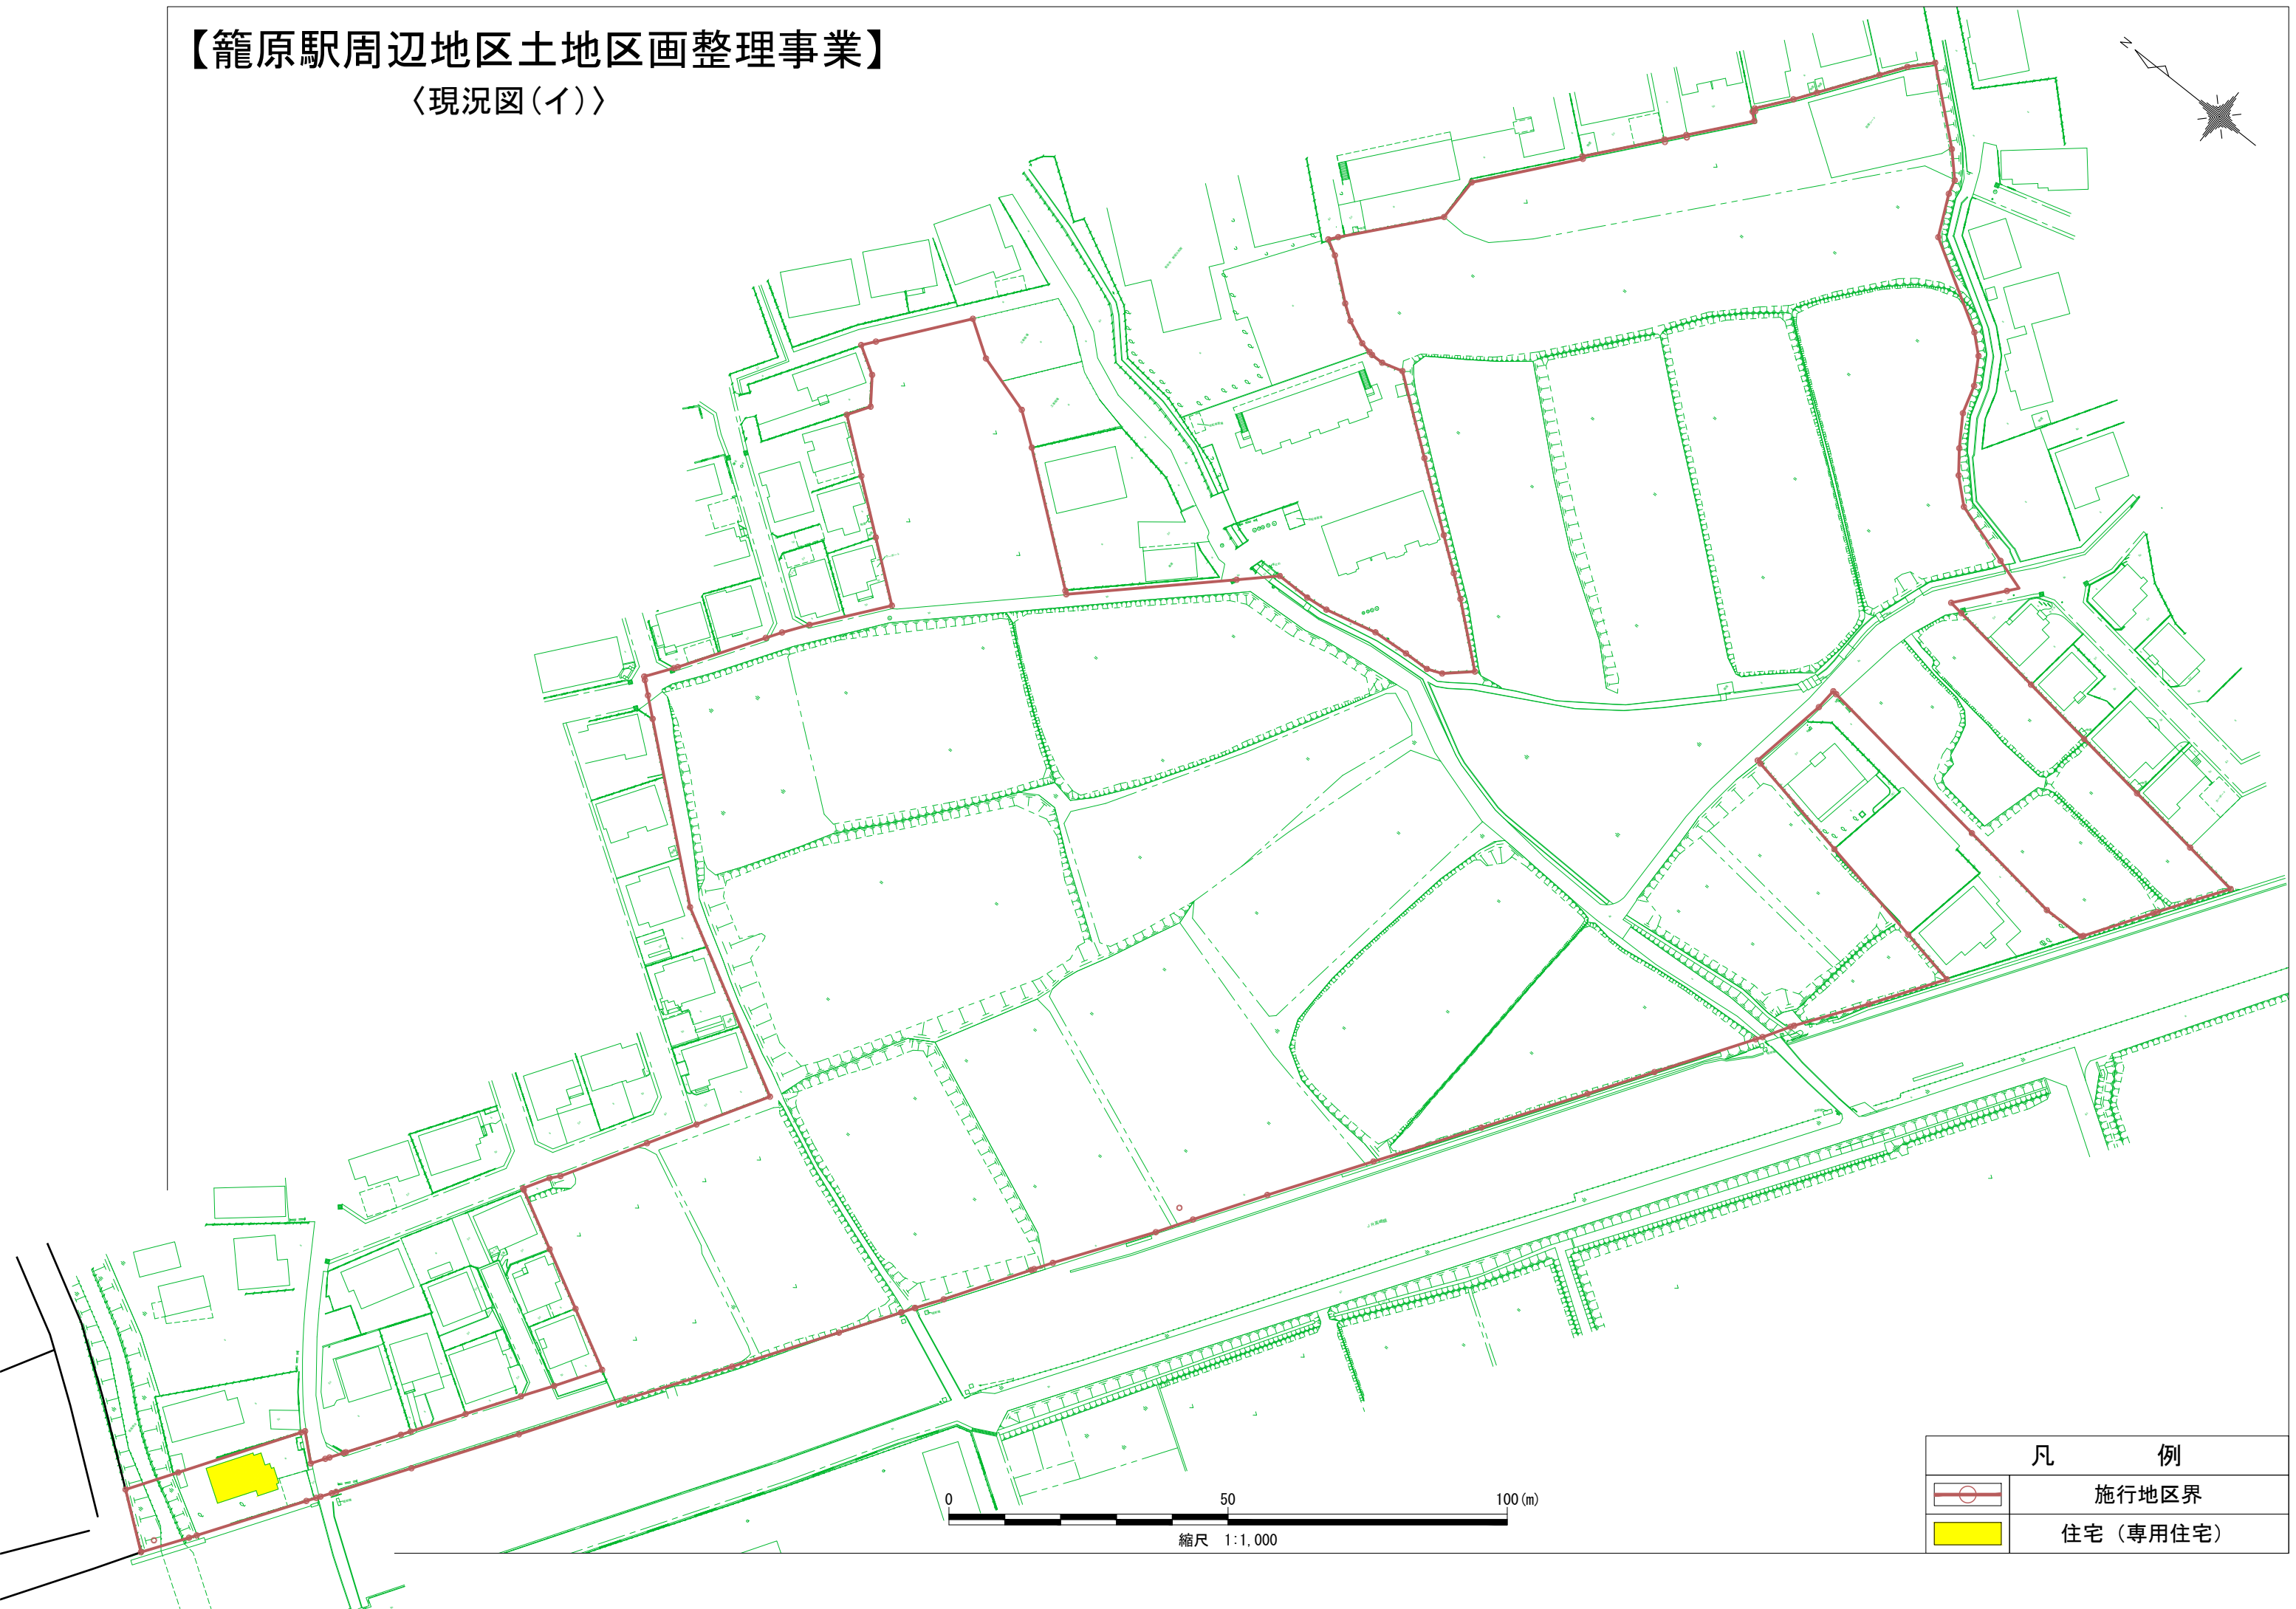 【籠原駅周辺地区土地区画整理事業】
〈現況図(イ)〉
N
0 50 100(m)
縮尺 1:1,000
凡 例
施行地区界
住宅（専用住宅）